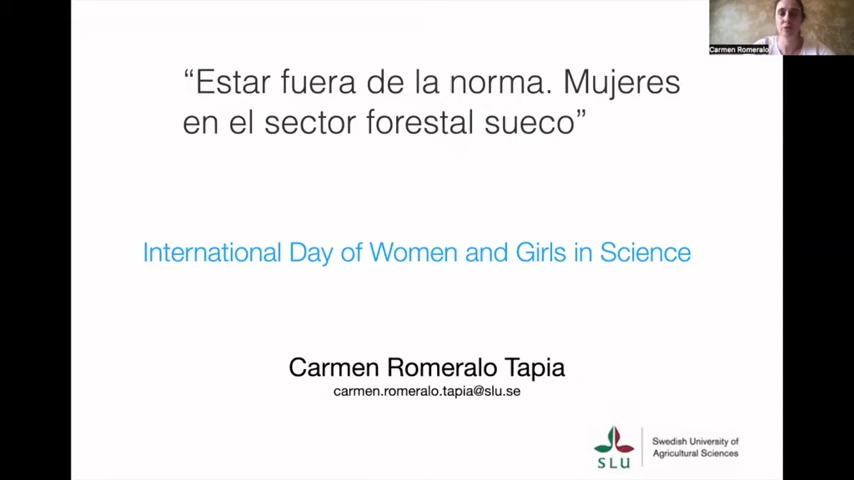 Carmen Romeralo
“Estar fuera de la norma. Mujeres
en el sector forestal sueco”
International Day of Women and Girls in Science
Carmen Romeralo Tapia
carmen.romeralo.tapia@slu.se
SLU
Swedish University of
Agricultural Sciences